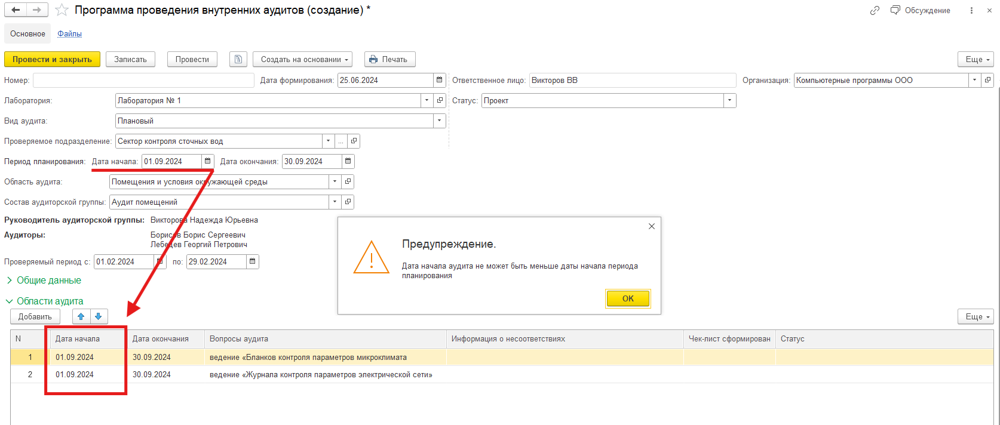 Программа проведения внутренних аудитов (создание) *
Обсуждение
Основное Файлы
Провести и закрыть Записать Провести Создать на основании Печать Еще
Номер: Дата формирования: 25.06.2024 Ответственное лицо: Викторов ВВ Организация: Компьютерные программы ООО
Лаборатория: Лаборатория № 1 Статус: Проект
Вид аудита: Плановый
Проверяемое подразделение: Сектор контроля сточных вод ...
Период планирования: Дата начала: 01.09.2024 Дата окончания: 30.09.2024
Область аудита: Помещения и условия окружающей среды
Состав аудиторской группы: Аудит помещений
Руководитель аудиторской группы: Викторова Надежда Юрьевна
Аудиторы: Борисов Борис Сергеевич
Лебедев Георгий Петрович
Проверяемый период с: 01.02.2024 по: 29.02.2024
Общие данные
Области аудита
Предупреждение.
Дата начала аудита не может быть меньше даты начала периода
планирования
OK
Добавить Еще
N Дата начала Дата окончания Вопросы аудита Информация о несоответствиях Чек-лист сформирован Статус
1 01.09.2024 30.09.2024 ведение «Бланков контроля параметров микроклимата
2 01.09.2024 30.09.2024 ведение «Журнала контроля параметров электрической сети»